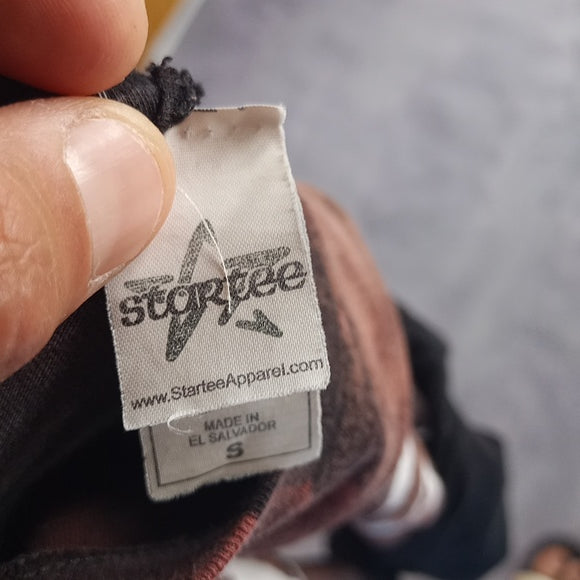 startee
www.StarteeApparel.com
MADE IN
EL SALVADOR
S